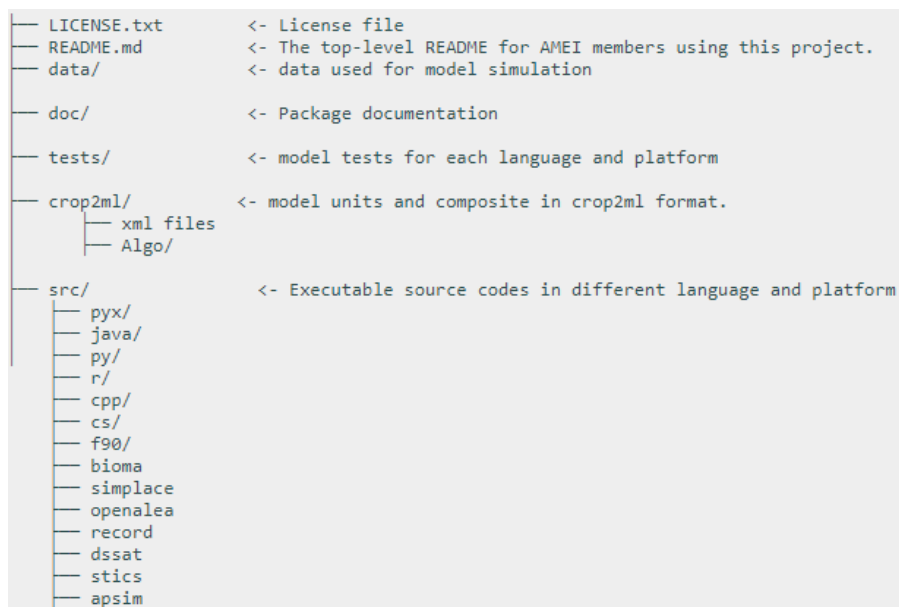 ├── LICENSE.txt        <- License file
├── README.md          <- The top-level README for AMEI members using this project.
├── data/              <- data used for model simulation
├── doc/               <- Package documentation
├── tests/             <- model tests for each language and platform
├── crop2ml/          <- model units and composite in crop2ml format.
│      ├── xml files
│      ├── Algo/
├── src/                <- Executable source codes in different language and platform
│   ├── pyx/
│   ├── java/
│   ├── py/
    ├── r/
    ├── cpp/
    ├── cs/
    ├── f90/
    ├── bioma
    ├── simplace
    ├── openalea
    ├── record
    ├── dssat
    ├── stics
    ├── apsim